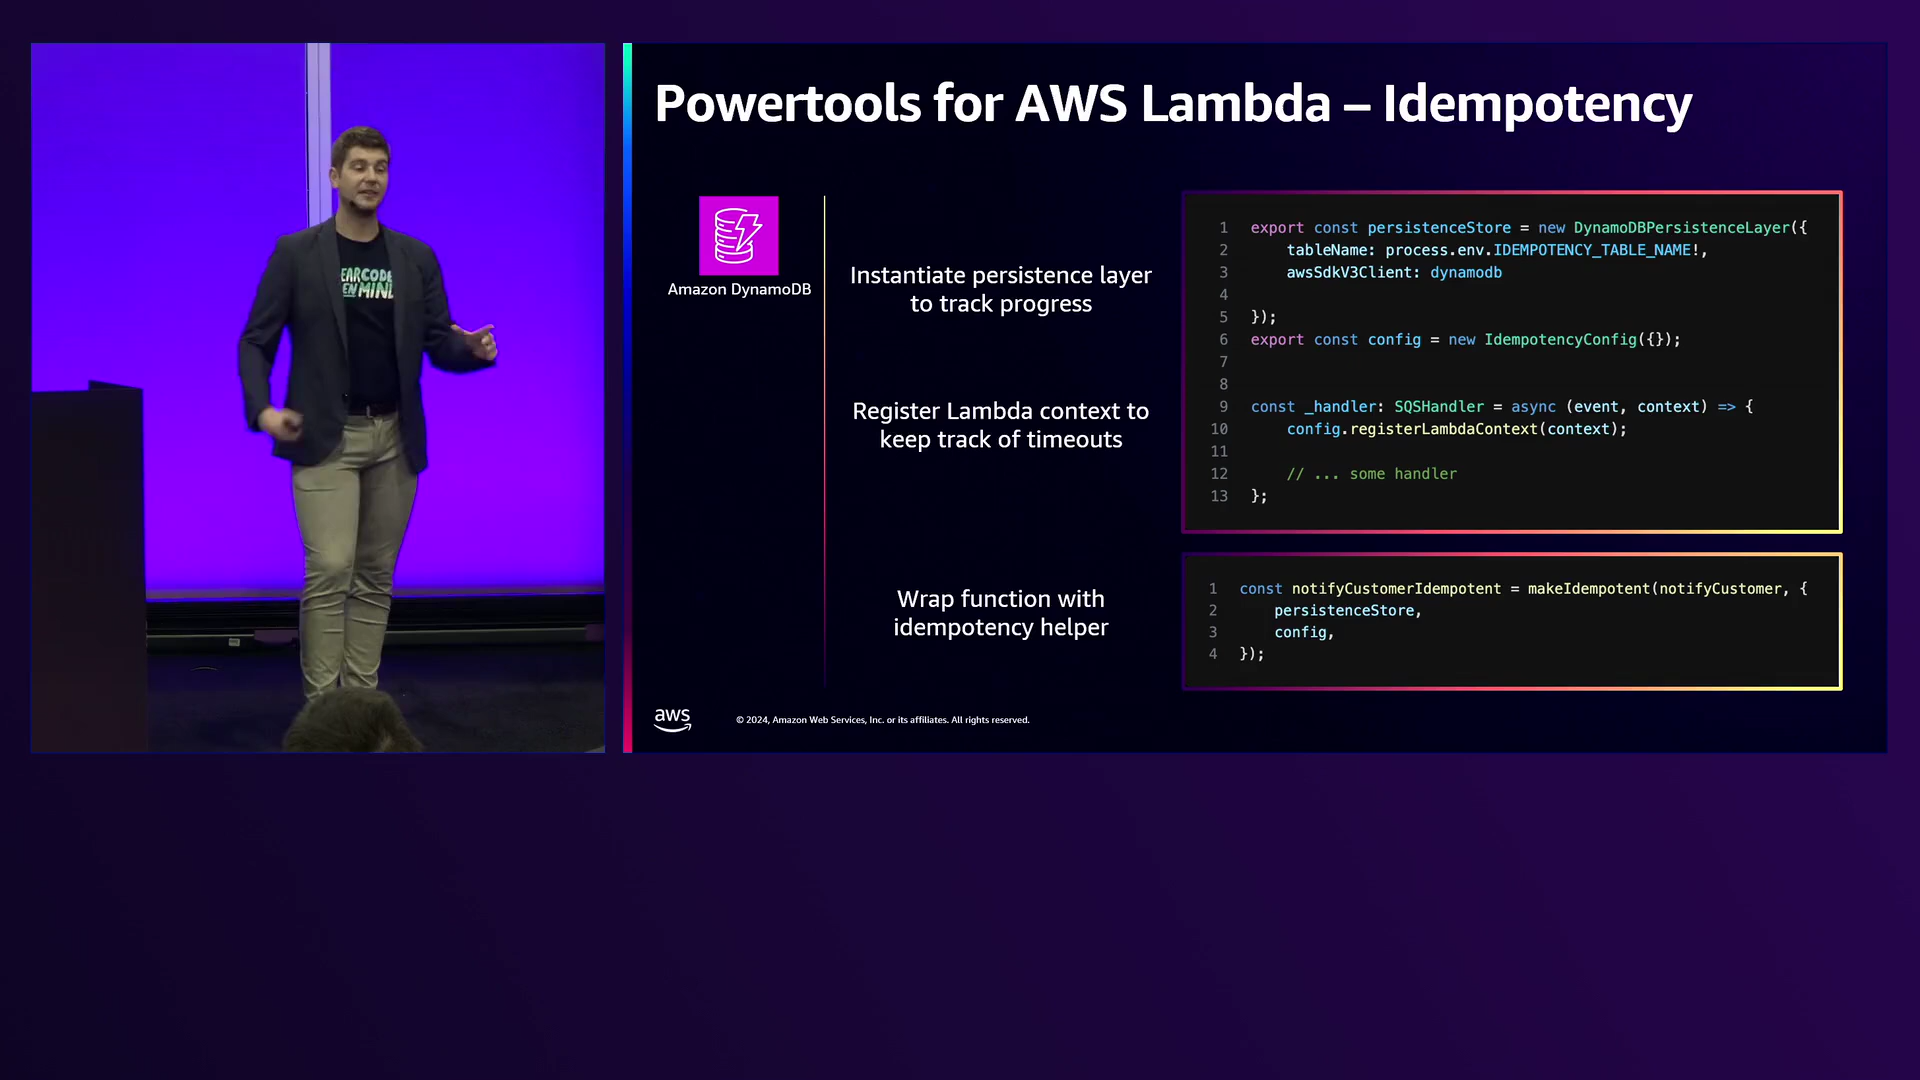 Powertools for AWS Lambda – Idempotency
Amazon DynamoDB
Instantiate persistence layer
to track progress
Register Lambda context to
keep track of timeouts
Wrap function with
idempotency helper
1 export const persistenceStore = new DynamoDBPersistenceLayer({
2 tableName: process.env.IDEMPOTENCY_TABLE_NAME!,
3 awsSdkV3Client: dynamodb
4
5 });
6 export const config = new IdempotencyConfig({});
7
8
9 const _handler: SQSHandler = async (event, context) => {
10 config.registerLambdaContext(context);
11
12 // ... some handler
13 };
1 const notifyCustomerIdempotent = makeIdempotent(notifyCustomer, {
2 persistenceStore,
3 config,
4 });
aws
© 2024, Amazon Web Services, Inc. or its affiliates. All rights reserved.
EARCODE
EN MIND